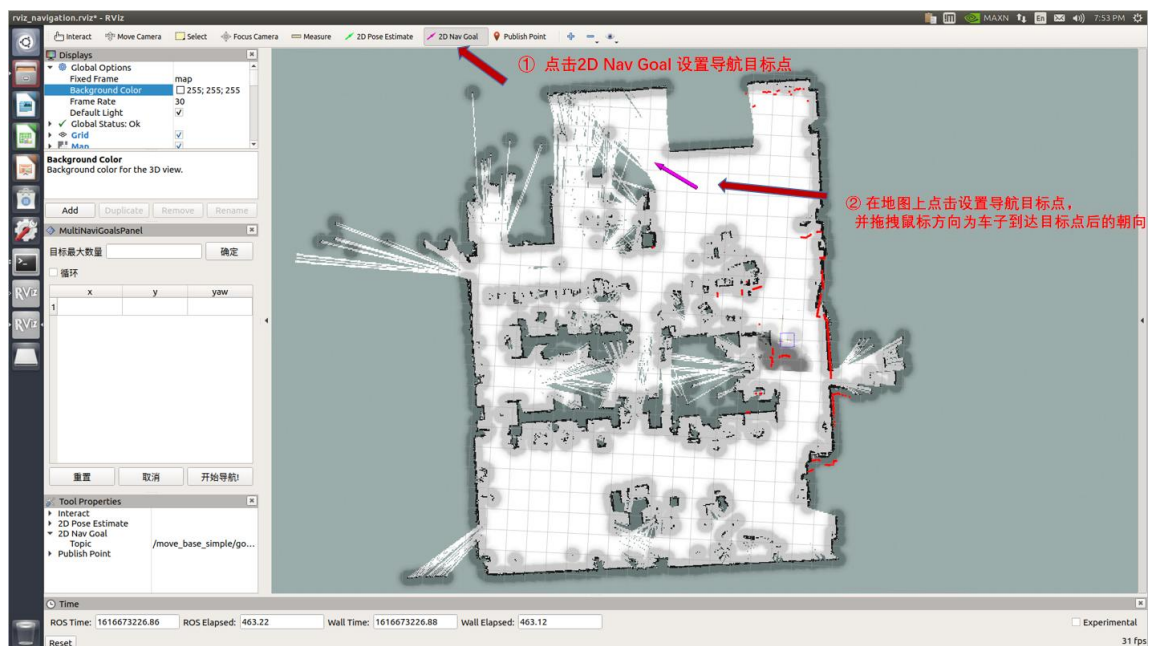 rviz_navigation.rviz* - RViz
MAXN
En
7:53 PM
Interact
Move Camera
Select
Focus Camera
Measure
2D Pose Estimate
2D Nav Goal
Publish Point
Displays
Global Options
Fixed Frame map
Background Color 255; 255; 255
Frame Rate 30
Default Light ✓
Global Status: Ok
Grid
Map
Background Color
Background color for the 3D view.
Add Duplicate Remove Rename
MultiNaviGoalsPanel
目标最大数量 确定
循环
x y yaw
1
重置 取消 开始导航!
Tool Properties
Interact
2D Pose Estimate
2D Nav Goal
Topic /move_base_simple/go...
Publish Point
① 点击2D Nav Goal 设置导航目标点
② 在地图上点击设置导航目标点，
并拖拽鼠标方向为车子到达目标点后的朝向
RViz
RViz
Time
ROS Time: 1616673226.86 ROS Elapsed: 463.22 Wall Time: 1616673226.88 Wall Elapsed: 463.12 Experimental
Reset 31 fps